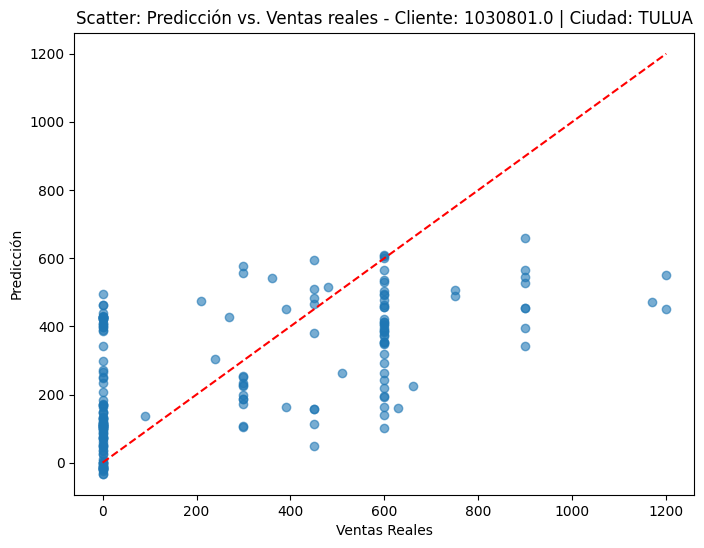 Scatter: Predicción vs. Ventas reales - Cliente: 1030801.0 | Ciudad: TULUA
1200
1000
800
600
400
200
0
Predicción
0 200 400 600 800 1000 1200
Ventas Reales